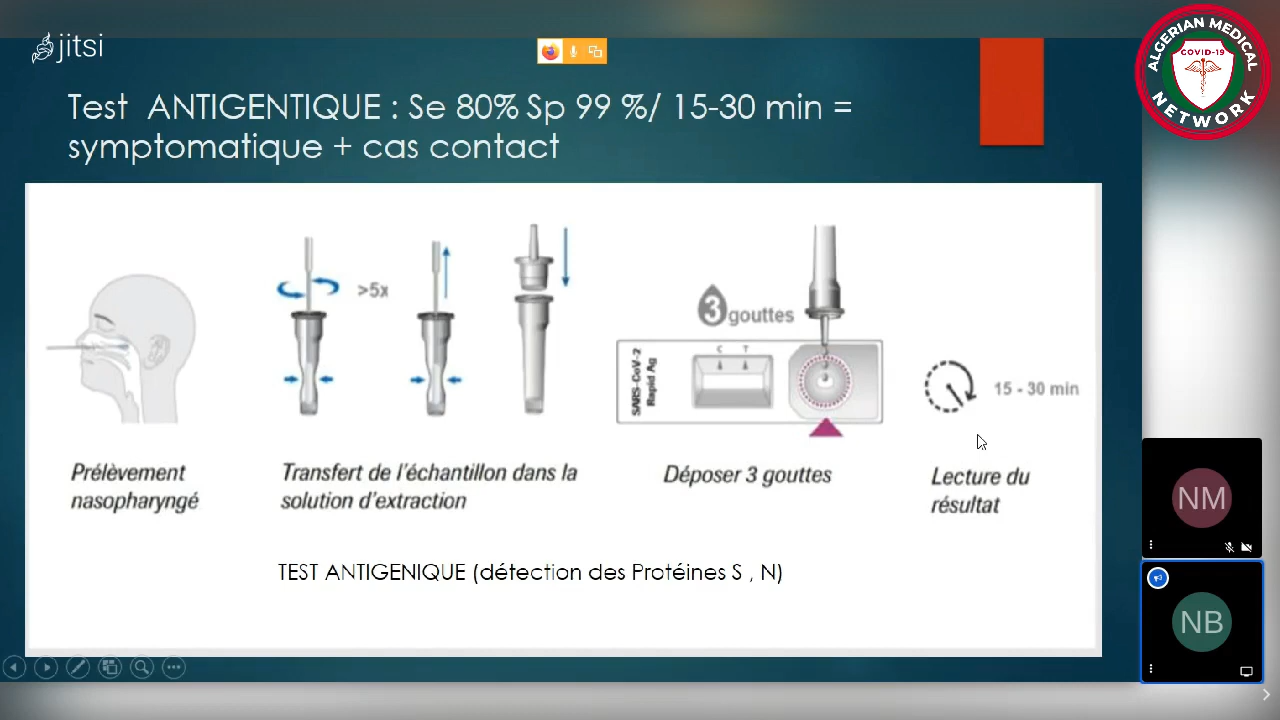 jitsi
ALGERIAN MEDICAL
COVID-19
NETWORK
Test ANTIGENTIQUE : Se 80% Sp 99 %/ 15-30 min =
symptomatique + cas contact
>5x
3 gouttes
C T
SARS-CoV-2
Rapid Ag
15 - 30 min
Prélèvement
nasopharyngé
Transfert de l'échantillon dans la
solution d'extraction
Déposer 3 gouttes
Lecture du
résultat
TEST ANTIGENIQUE (détection des Protéines S , N)
NM
NB